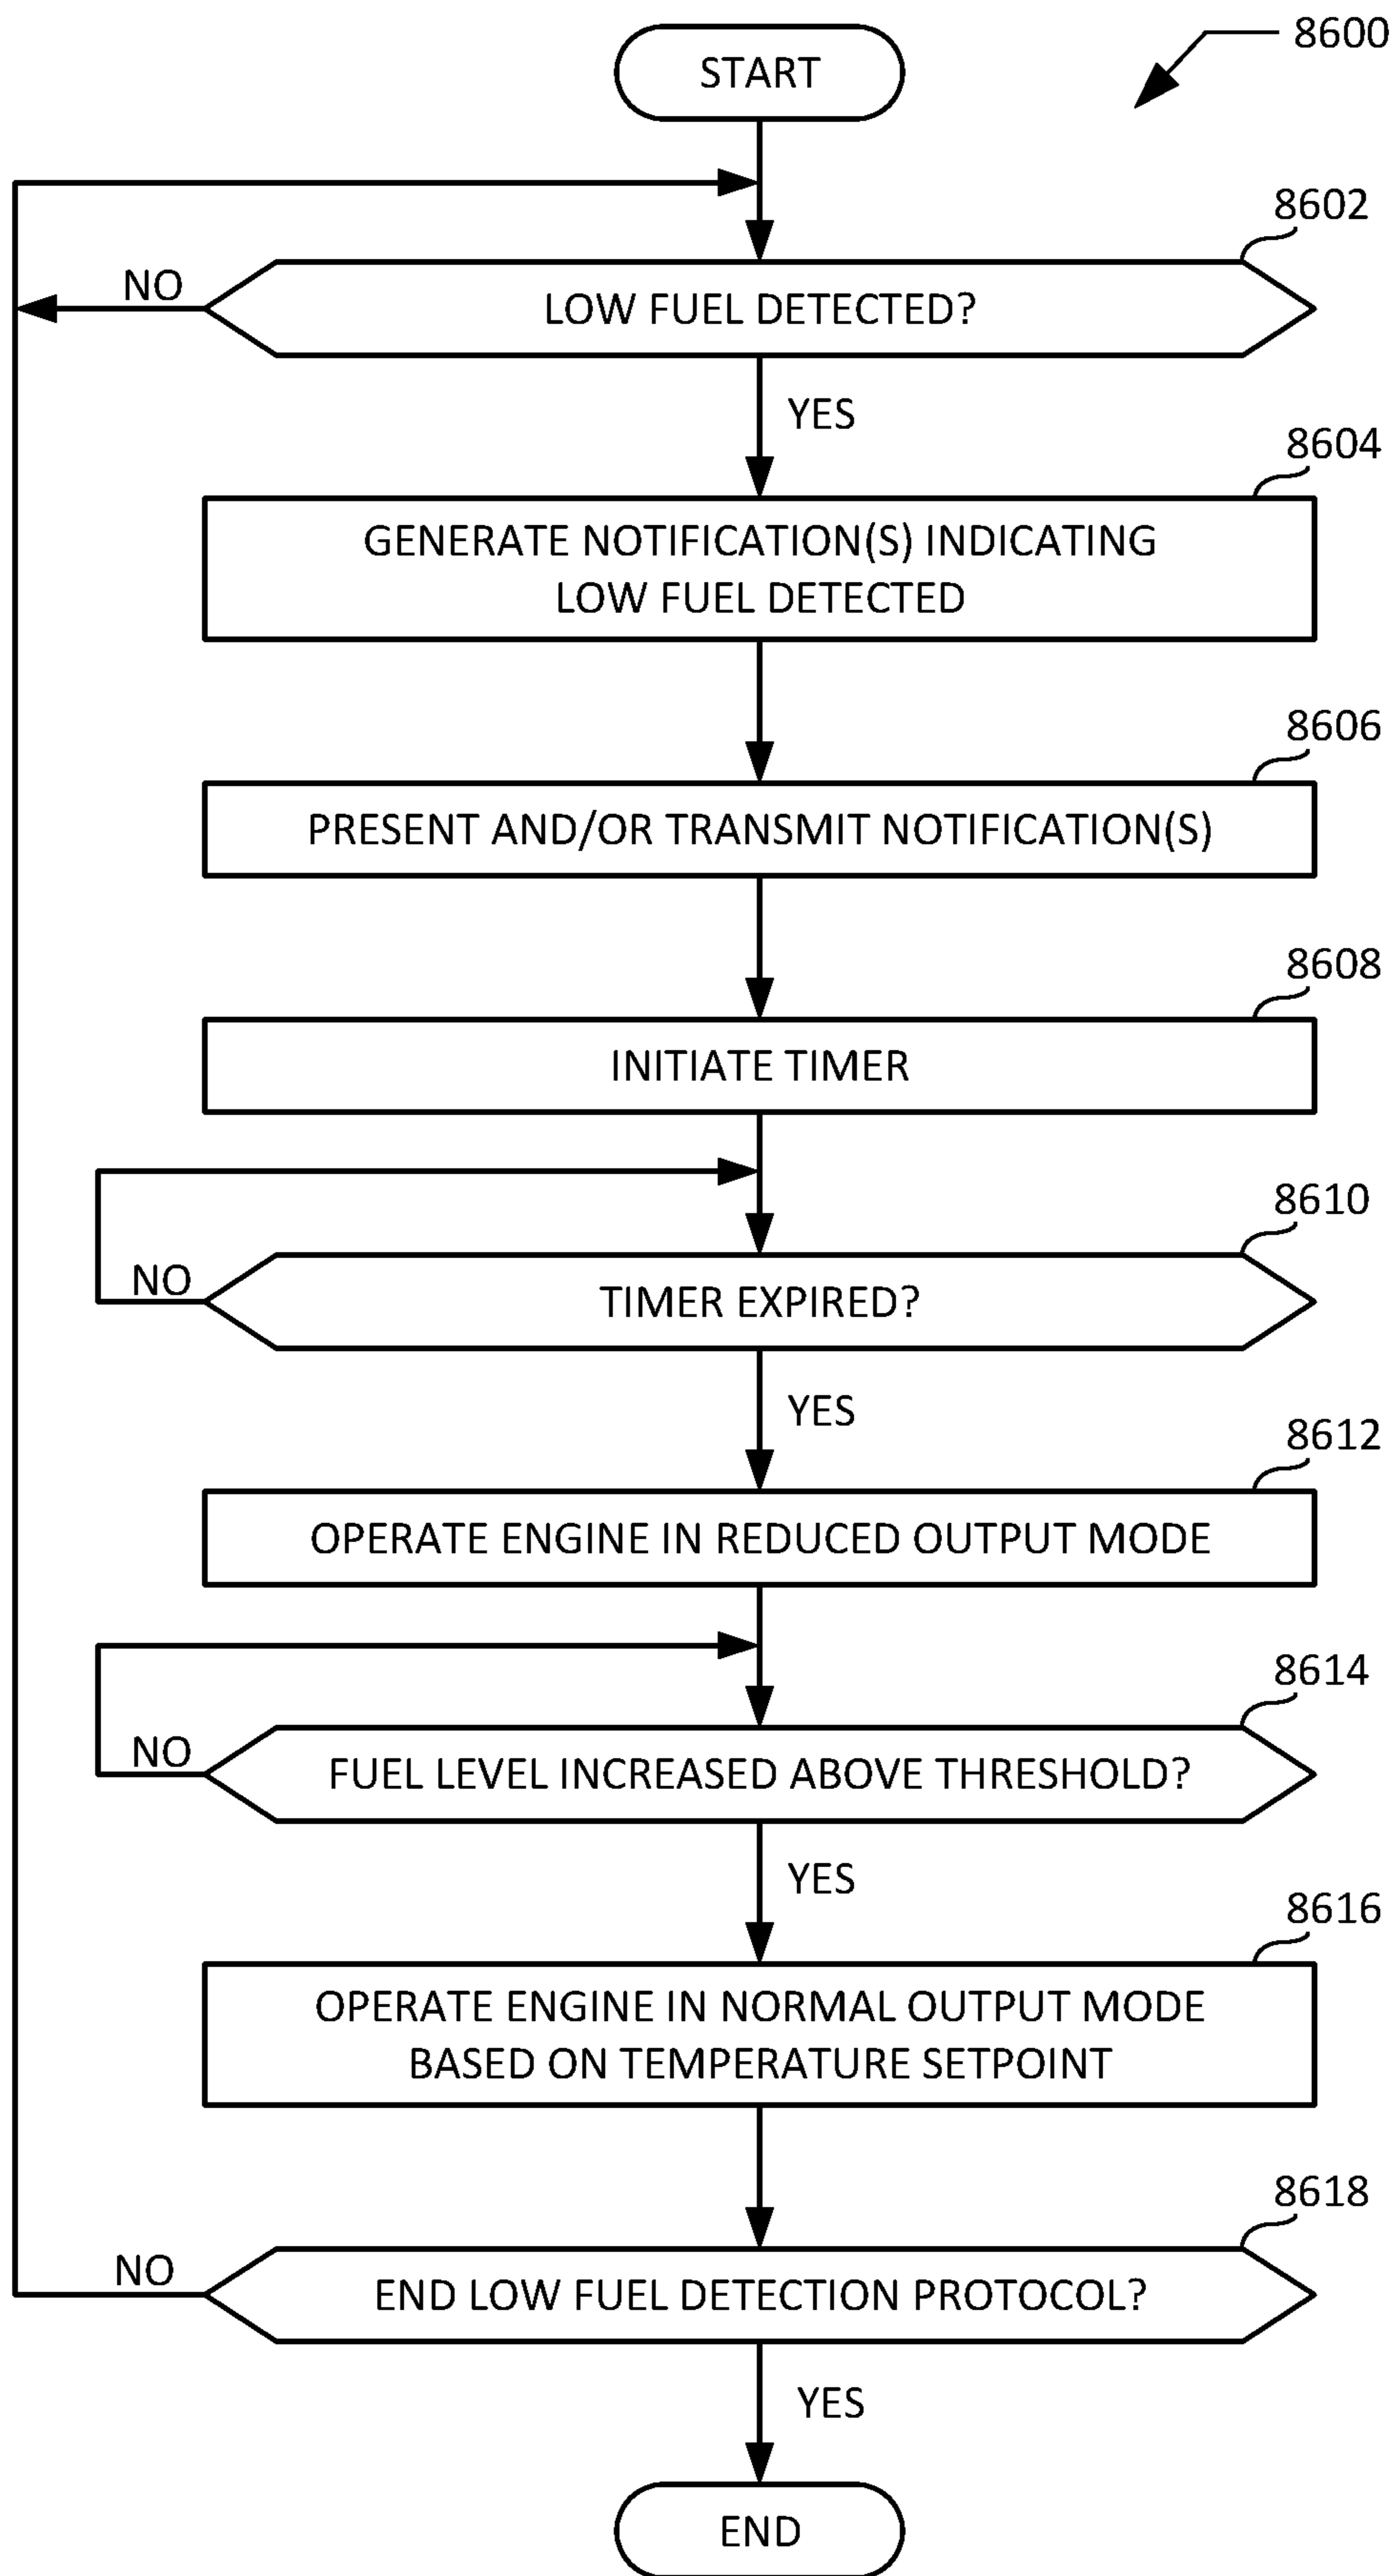 START
8600
8602
NO
LOW FUEL DETECTED?
YES
8604
GENERATE NOTIFICATION(S) INDICATING
LOW FUEL DETECTED
8606
PRESENT AND/OR TRANSMIT NOTIFICATION(S)
8608
INITIATE TIMER
8610
NO
TIMER EXPIRED?
YES
8612
OPERATE ENGINE IN REDUCED OUTPUT MODE
8614
NO
FUEL LEVEL INCREASED ABOVE THRESHOLD?
YES
8616
OPERATE ENGINE IN NORMAL OUTPUT MODE
BASED ON TEMPERATURE SETPOINT
8618
NO
END LOW FUEL DETECTION PROTOCOL?
YES
END